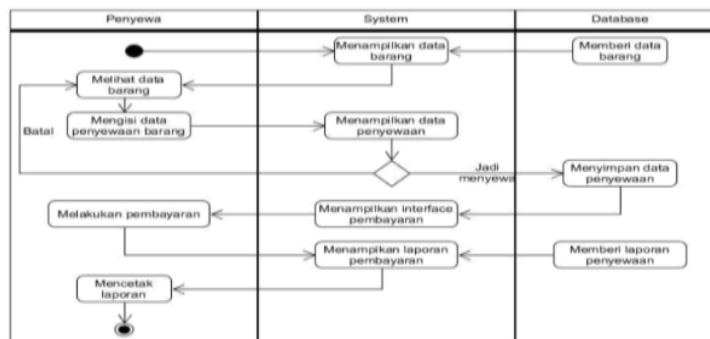 Penyewa
System
Database
Menampilkan data
barang
Memberi data
barang
Melihat data
barang
Mengisi data
penyewaan barang
Menampilkan data
penyewaan
Batal
Jadi
menyewa
Menyimpan data
penyewaan
Melakukan pembayaran
Menampilkan interface
pembayaran
Menampikan laporan
pembayaran
Memberi laporan
penyewaan
Mencetak
laporan